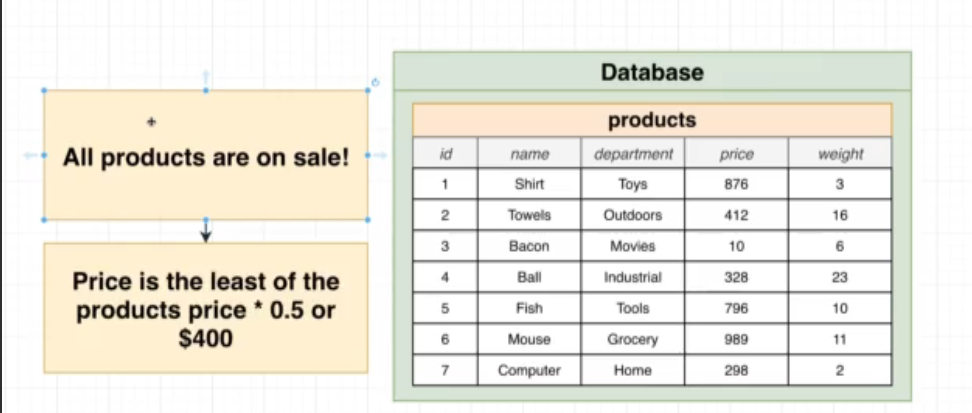 All products are on sale!
Price is the least of the
products price * 0.5 or
$400
Database
products
id name department price weight
1 Shirt Toys 876 3
2 Towels Outdoors 412 16
3 Bacon Movies 10 6
4 Ball Industrial 328 23
5 Fish Tools 796 10
6 Mouse Grocery 989 11
7 Computer Home 298 2